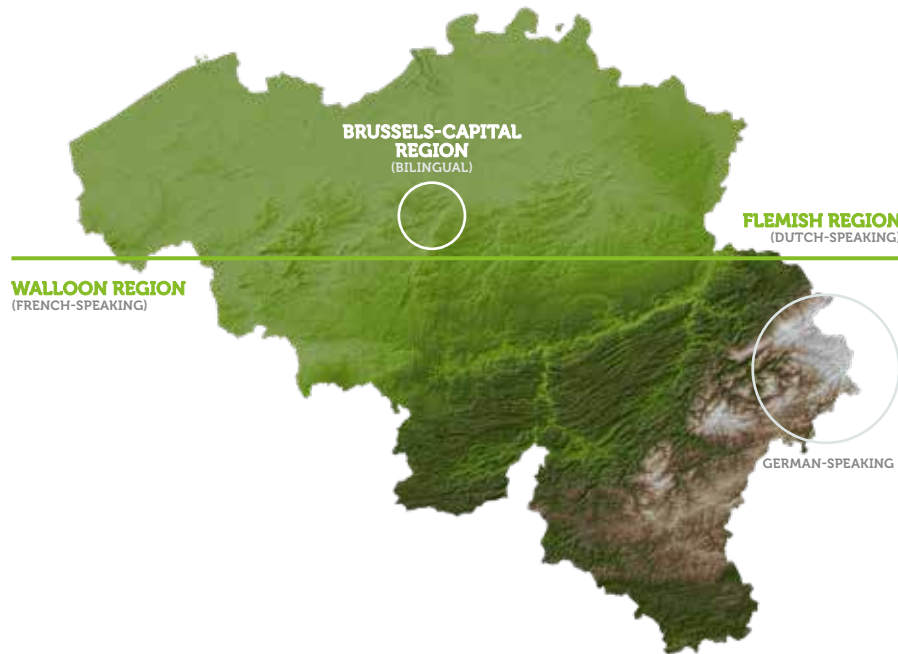 BRUSSELS-CAPITAL
REGION
(BILINGUAL)
FLEMISH REGION
(DUTCH-SPEAKING)
WALLOON REGION
(FRENCH-SPEAKING)
GERMAN-SPEAKING